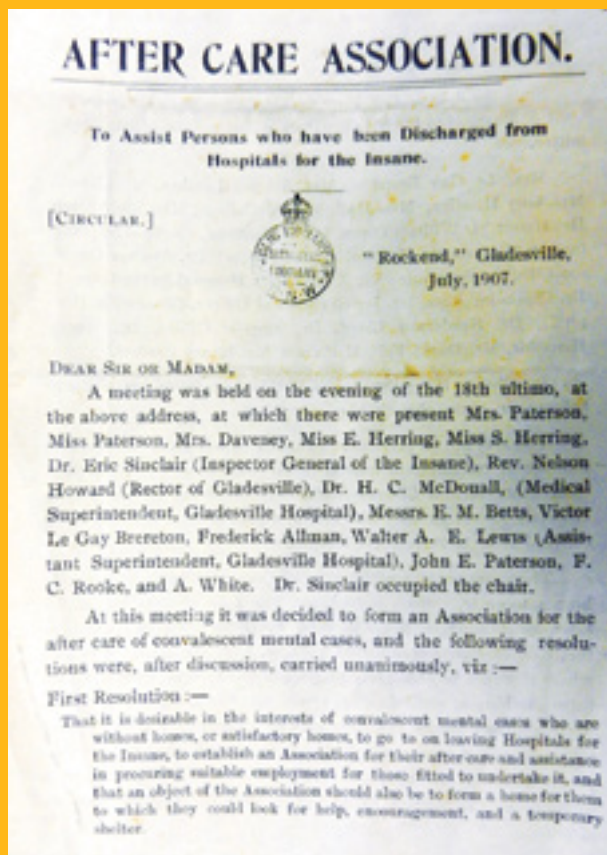 AFTER CARE ASSOCIATION.
To Assist Persons who have been Discharged from
Hospitals for the Insane.
[CIRCULAR.]
"Rockend," Gladesville,
July, 1907.
DEAR SIR OR MADAM,
A meeting was held on the evening of the 18th ultimo, at
the above address, at which there were present Mrs. Paterson,
Miss Paterson, Mrs. Daveney, Miss E. Herring, Miss S. Herring,
Dr. Eric Sinclair (Inspector General of the Insane), Rev. Nelson
Howard (Rector of Gladesville), Dr. H. C. McDouall, (Medical
Superintendent, Gladesville Hospital), Messrs. E. M. Betts, Victor
Le Gay Brereton, Frederick Allman, Walter A. E. Lewis (Assis-
tant Superintendent, Gladesville Hospital), John E. Paterson, F.
C. Rooke, and A. White. Dr. Sinclair occupied the chair.
At this meeting it was decided to form an Association for the
after care of convalescent mental cases, and the following resolu-
tions were, after discussion, carried unanimously, viz :—
First Resolution :—
That it is desirable in the interests of convalescent mental cases who are
without homes, or satisfactory homes, to go to on leaving Hospitals for
the Insane, to establish an Association for their after-care and assistance
in procuring suitable employment for those fitted to undertake it, and
that an object of the Association should also be to form a home for them
to which they could look for help, encouragement, and a temporary
shelter.